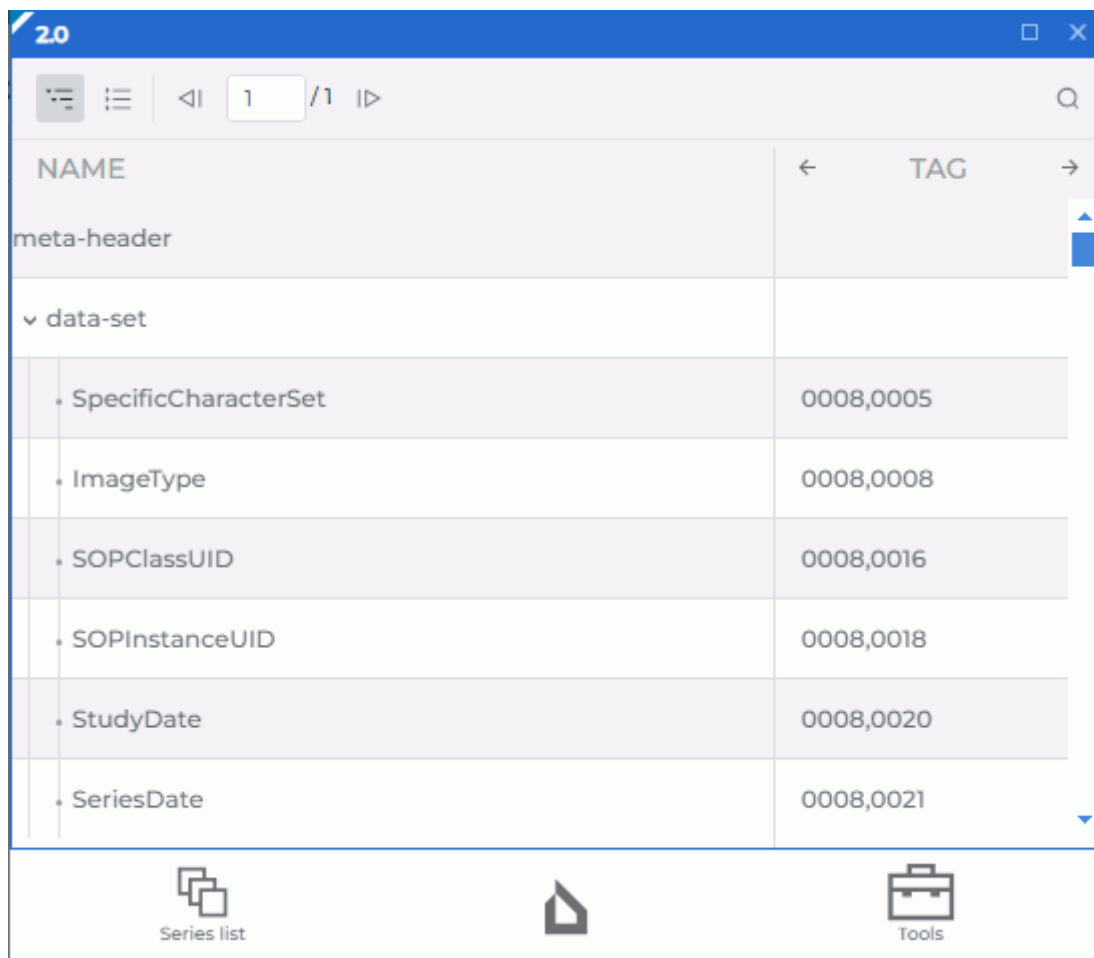 2.0
1 /1
NAME TAG
meta-header
data-set
SpecificCharacterSet 0008,0005
ImageType 0008,0008
SOPClassUID 0008,0016
SOPInstanceUID 0008,0018
StudyDate 0008,0020
SeriesDate 0008,0021
Series list Tools